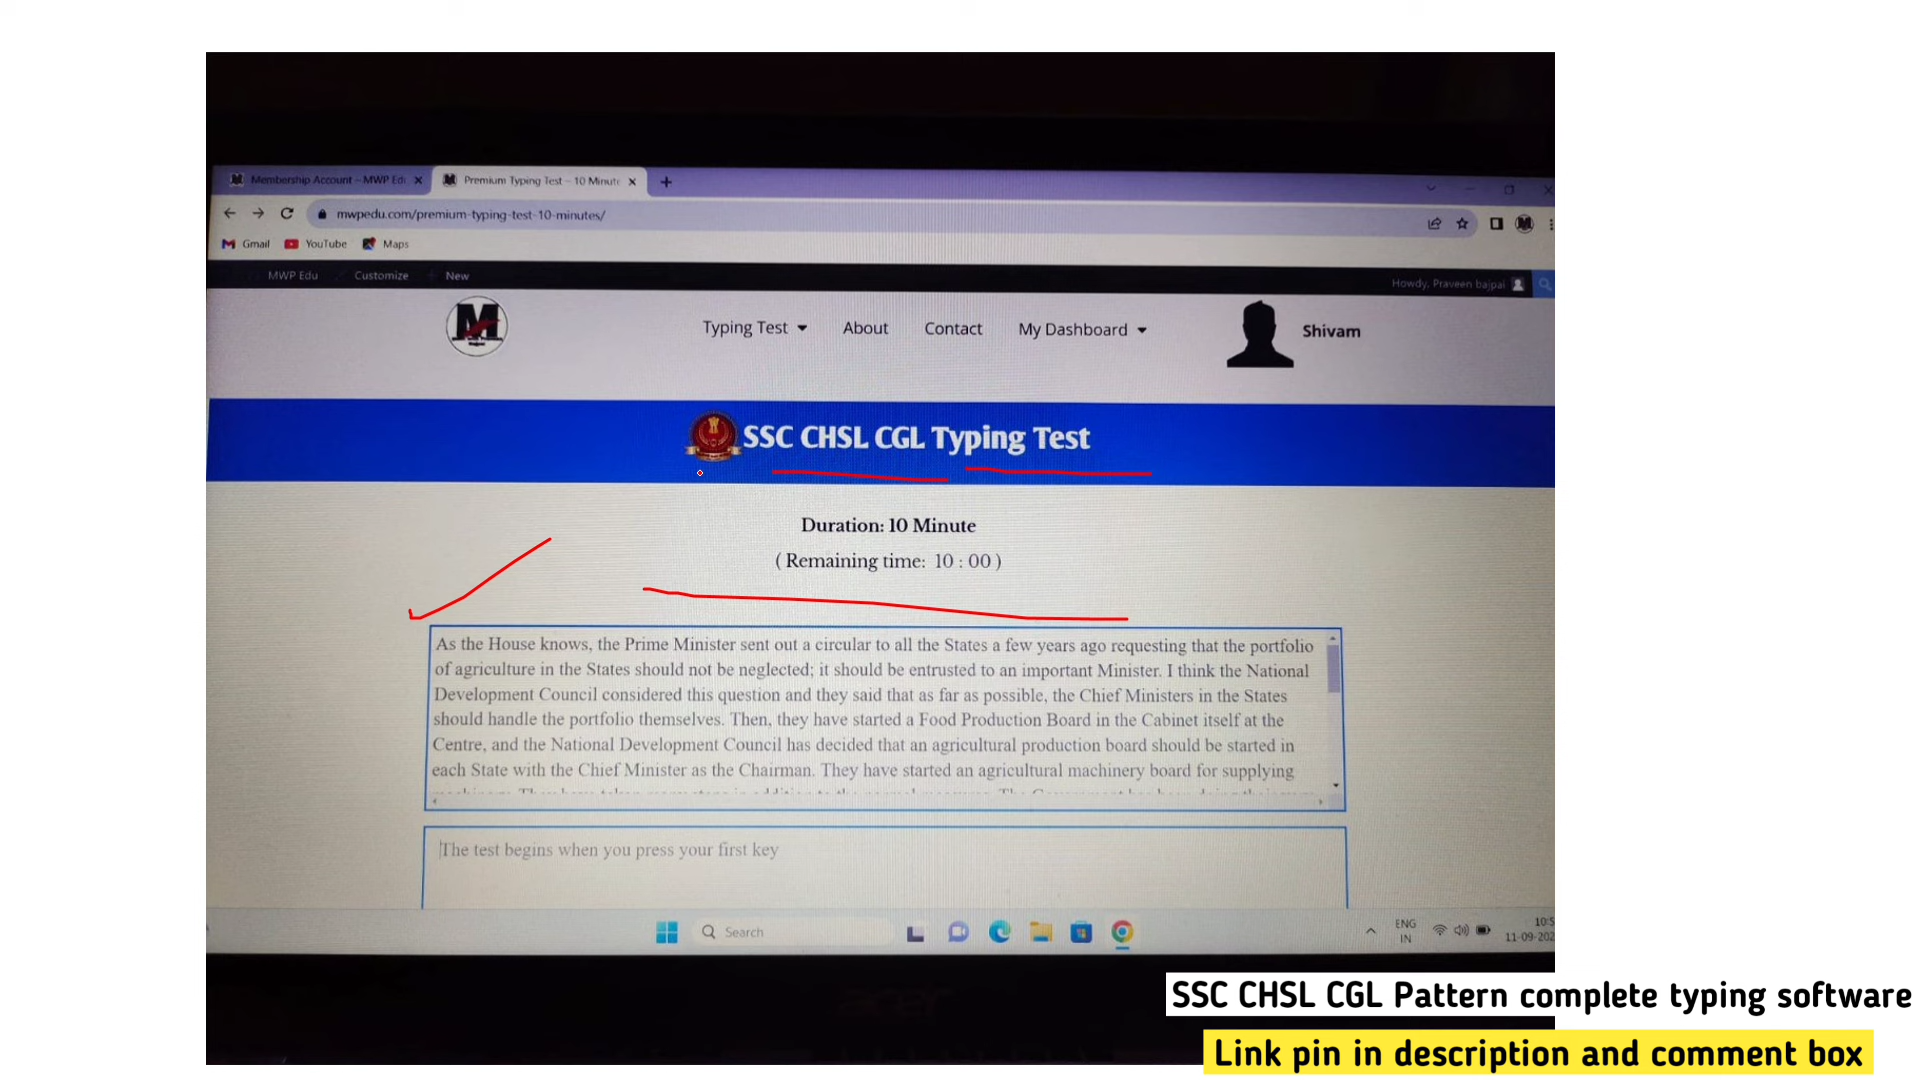 Membership Account – MWP Edu
Premium Typing Test – 10 Minute
mwpedu.com/premium-typing-test-10-minutes/
Gmail YouTube Maps
MWP Edu Customize New Howdy, Praveen bajpai
Typing Test About Contact My Dashboard Shivam
SSC CHSL CGL Typing Test
Duration: 10 Minute
( Remaining time: 10 : 00 )
As the House knows, the Prime Minister sent out a circular to all the States a few years ago requesting that the portfolio
of agriculture in the States should not be neglected; it should be entrusted to an important Minister. I think the National
Development Council considered this question and they said that as far as possible, the Chief Ministers in the States
should handle the portfolio themselves. Then, they have started a Food Production Board in the Cabinet itself at the
Centre, and the National Development Council has decided that an agricultural production board should be started in
each State with the Chief Minister as the Chairman. They have started an agricultural machinery board for supplying
The test begins when you press your first key
Search
ENG
IN
10:5
11-09-202
acer
SSC CHSL CGL Pattern complete typing software
Link pin in description and comment box